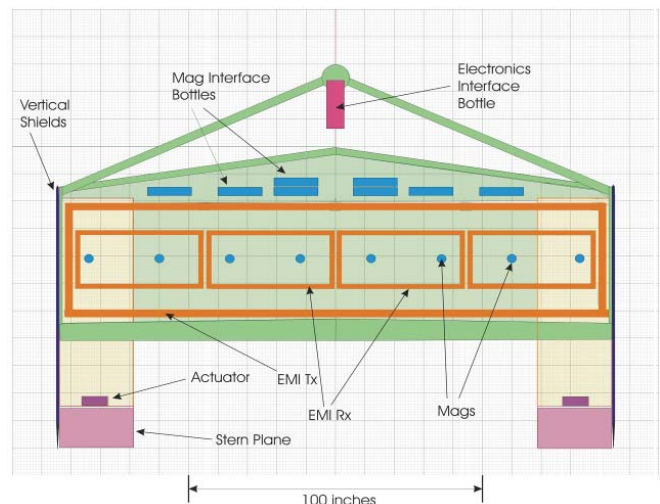 Mag Interface
Bottles
Electronics
Interface
Bottle
Vertical
Shields
Actuator
EMI Tx
EMI Rx
Mags
Stern Plane
100 inches